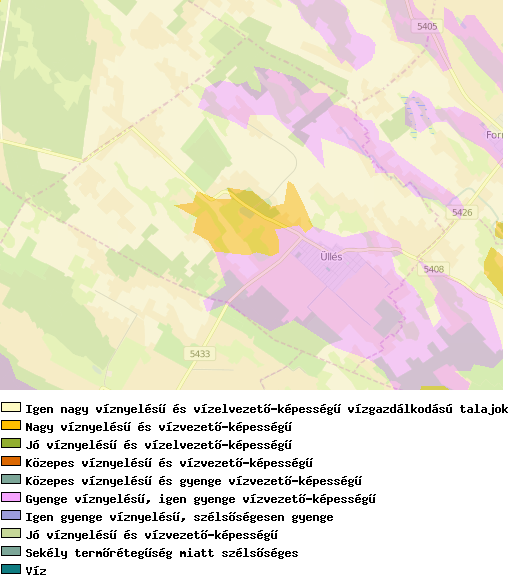 5405
Forr
5426
Üllés
5408
5433
Igen nagy víznyelésű és vízelvezető-képességű vízgazdálkodású talajok
Nagy víznyelésű és vízvezető-képességű
Jó víznyelésű és vízelvezető-képességű
Közepes víznyelésű és vízvezető-képességű
Közepes víznyelésű és gyenge vízvezető-képességű
Gyenge víznyelésű, igen gyenge vízvezető-képességű
Igen gyenge víznyelésű, szélsőségesen gyenge
Jó víznyelésű és vízvezető-képességű
Sekély termőrétegűség miatt szélsőséges
Víz